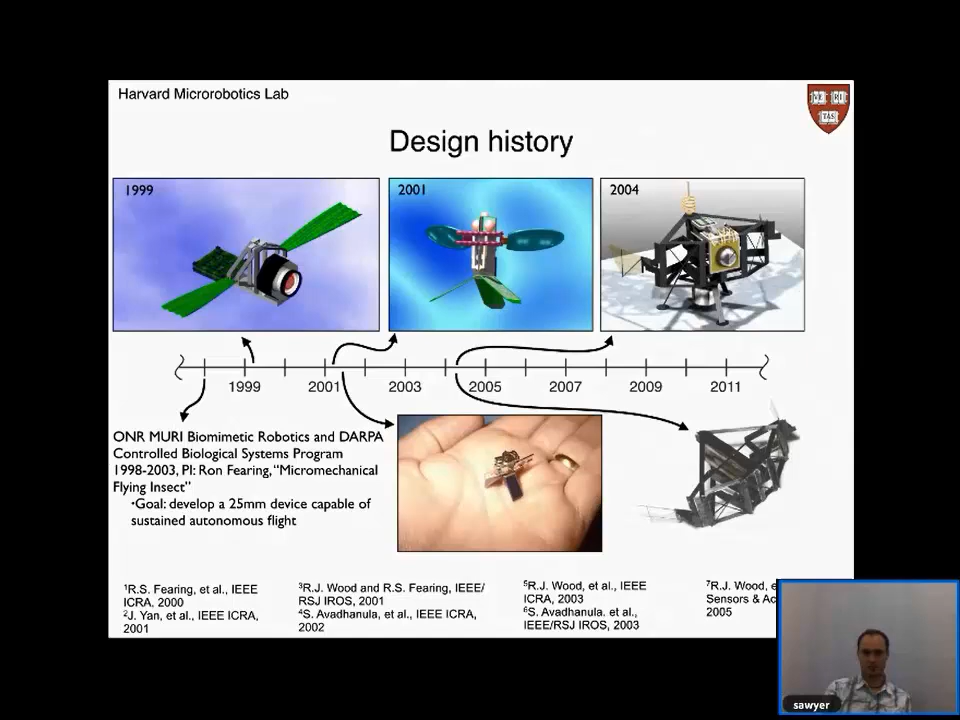 Harvard Microrobotics Lab
Design history
1999
2001
2004
1999
2001
2003
2005
2007
2009
2011
ONR MURI Biomimetic Robotics and DARPA
Controlled Biological Systems Program
1998-2003, PI: Ron Fearing, “Micromechanical
Flying Insect”
•Goal: develop a 25mm device capable of
sustained autonomous flight
1R.S. Fearing, et al., IEEE
ICRA, 2000
2J. Yan, et al., IEEE ICRA,
2001
3R.J. Wood and R.S. Fearing, IEEE/
RSJ IROS, 2001
4S. Avadhanula, et al., IEEE ICRA,
2002
5R.J. Wood, et al., IEEE
ICRA, 2003
6S. Avadhanula. et al.,
IEEE/RSJ IROS, 2003
7R.J. Wood,
Sensors &
2005
sawyer